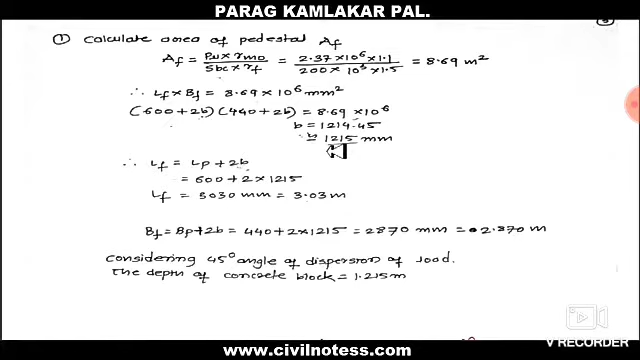 PARAG KAMLAKAR PAL.
① Calculate area of pedestal Af
Af = Pu × γmo / Sbc × γf = 2.37 × 10⁶ × 1.1 / 200 × 10³ × 1.5 = 8.69 m²
∴ Lf × Bf = 8.69 × 10⁶ mm²
(600 + 2b) (440 + 2b) = 8.69 × 10⁶
b = 1214.45
≈ 1215 mm
∴ Lf = Lp + 2b
= 600 + 2 × 1215
Lf = 3030 mm = 3.03 m
Bf = Bp + 2b = 440 + 2 × 1215 = 2870 mm = 2.870 m
Considering 45° angle of dispersion of load.
The depth of concrete block = 1.215 m
V RECORDER
www.civilnotess.com